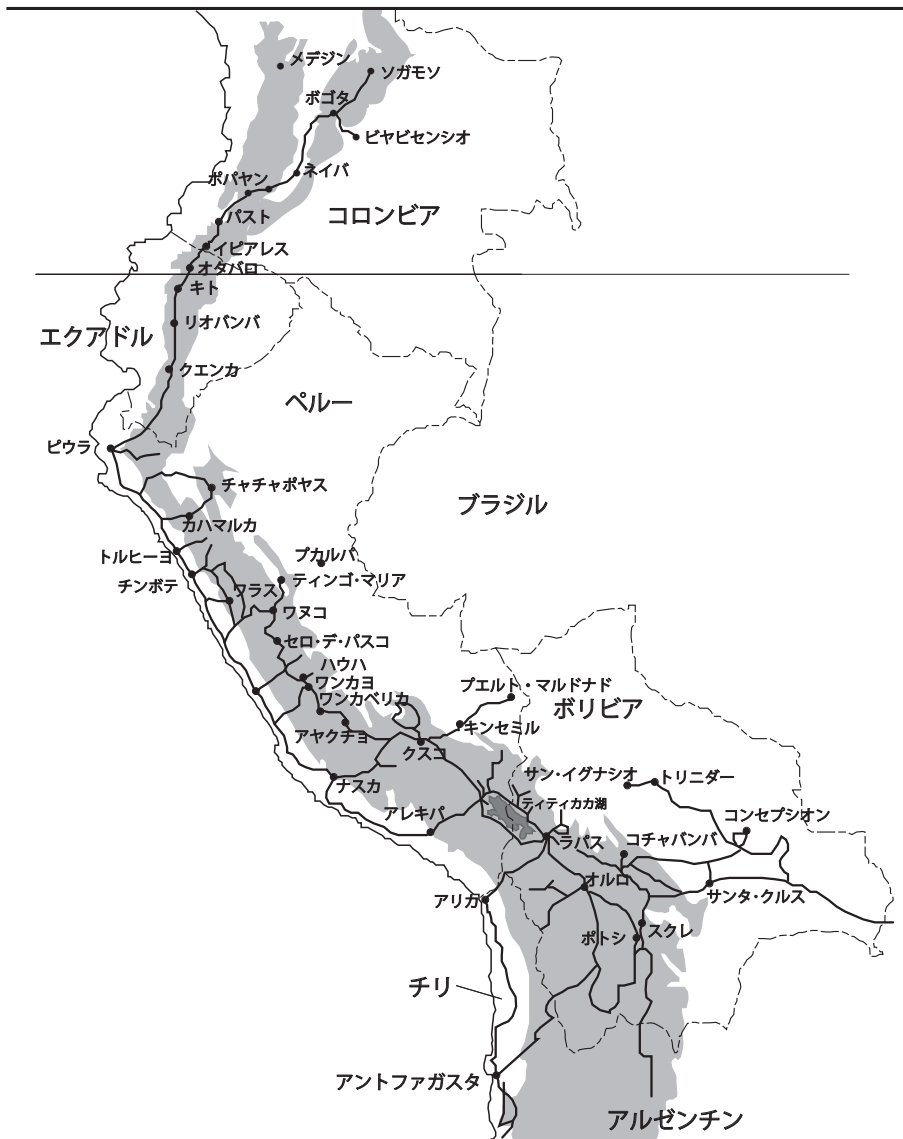 メデジン
ソガモソ
ボゴタ
ビヤビセンシオ
ネイバ
ポパヤン
コロンビア
パスト
イピアレス
オタバロ
キト
リオバンバ
エクアドル
クエンカ
ペルー
ピウラ
チャチャポヤス
ブラジル
カハマルカ
トルヒーヨ
プカルパ
チンボテ
ティンゴ・マリア
ワラス
ワヌコ
セロ・デ・パスコ
ハウハ
ワンカヨ
プエルト・マルドナド
ワンカベリカ
ボリビア
アヤクチョ
キンセミル
クスコ
サン・イグナシオ
トリニダー
ナスカ
ティティカカ湖
アレキパ
コンセプシオン
ラパス
コチャバンバ
オルロ
サンタ・クルス
アリカ
スクレ
ポトシ
チリ
アントファガスタ
アルゼンチン